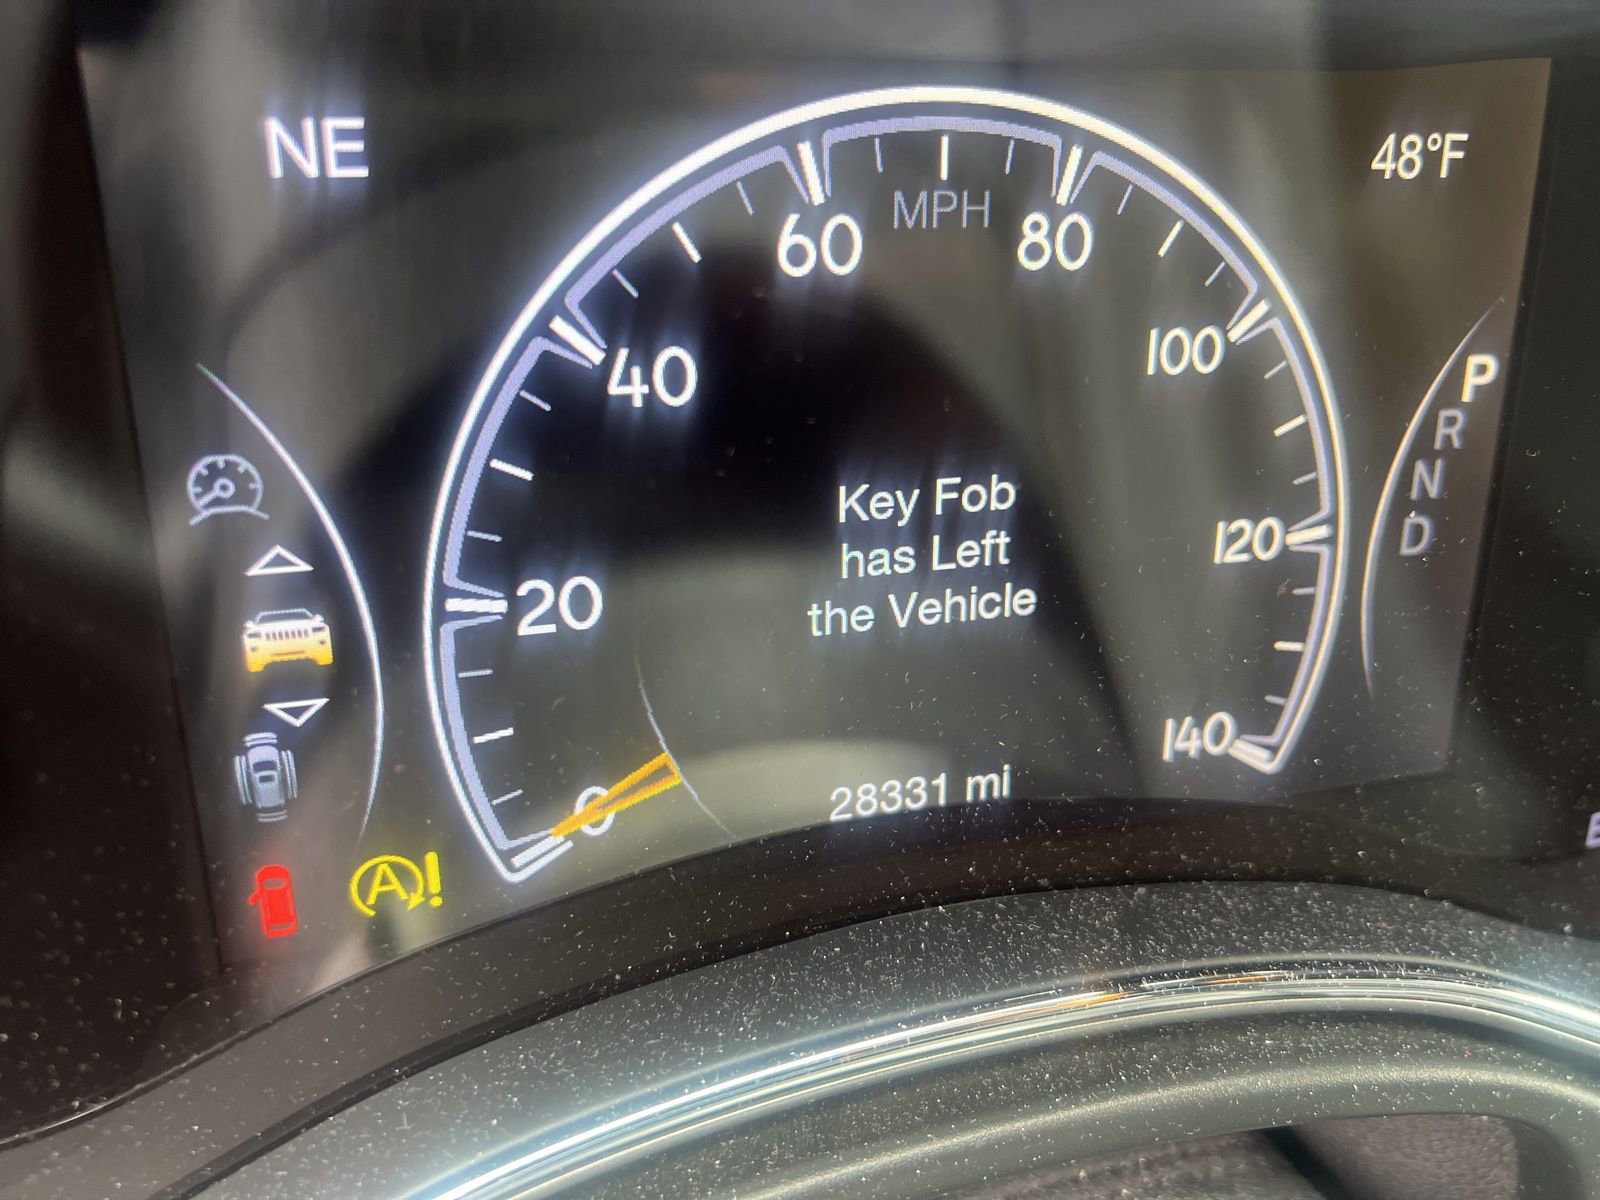 NE
48°F
MPH
0
20
40
60
80
100
120
140
Key Fob
has Left
the Vehicle
28331 mi
P
R
N
D
A!